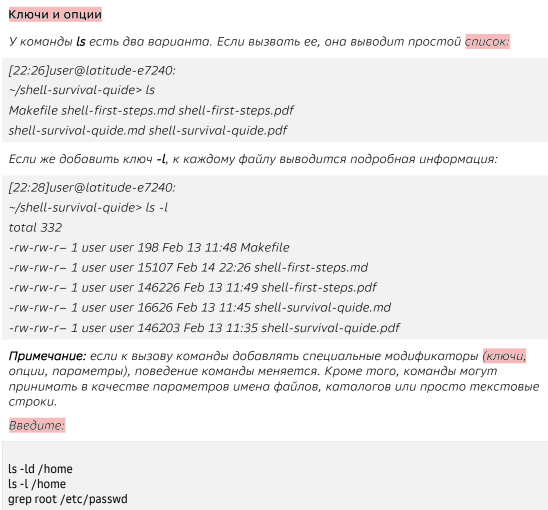 Ключи и опции
У команды ls есть два варианта. Если вызвать ее, она выводит простой список:
[22:26]user@latitude-e7240:
~/shell-survival-guide> ls
Makefile shell-first-steps.md shell-first-steps.pdf
shell-survival-guide.md shell-survival-guide.pdf
Если же добавить ключ -l, к каждому файлу выводится подробная информация:
[22:28]user@latitude-e7240:
~/shell-survival-guide> ls -l
total 332
-rw-rw-r– 1 user user 198 Feb 13 11:48 Makefile
-rw-rw-r– 1 user user 15107 Feb 14 22:26 shell-first-steps.md
-rw-rw-r– 1 user user 146226 Feb 13 11:49 shell-first-steps.pdf
-rw-rw-r– 1 user user 16626 Feb 13 11:45 shell-survival-guide.md
-rw-rw-r– 1 user user 146203 Feb 13 11:35 shell-survival-guide.pdf
Примечание: если к вызову команды добавлять специальные модификаторы (ключи,
опции, параметры), поведение команды меняется. Кроме того, команды могут
принимать в качестве параметров имена файлов, каталогов или просто текстовые
строки.
Введите:
ls -ld /home
ls -l /home
grep root /etc/passwd